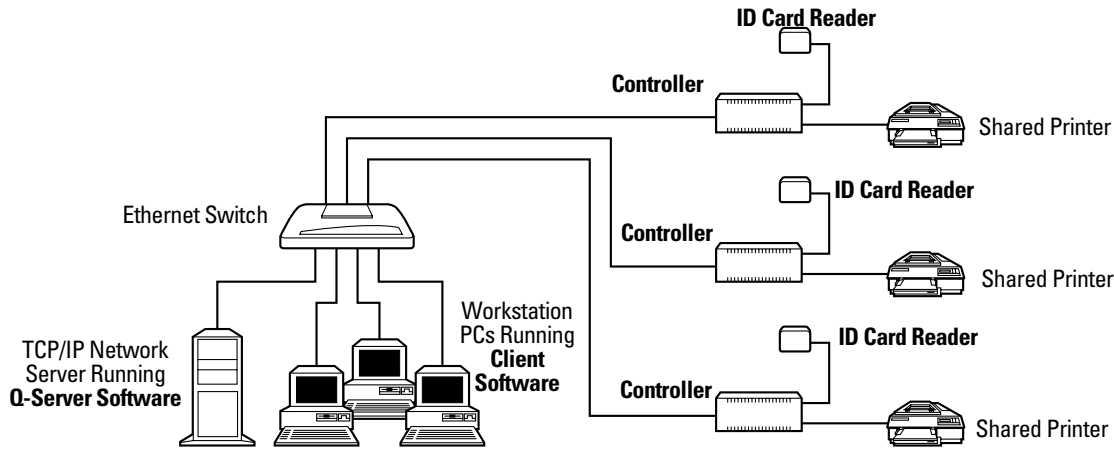 ID Card Reader
Controller
Shared Printer
Ethernet Switch
ID Card Reader
Controller
Shared Printer
TCP/IP Network
Server Running
Q-Server Software
Workstation
PCs Running
Client
Software
ID Card Reader
Controller
Shared Printer